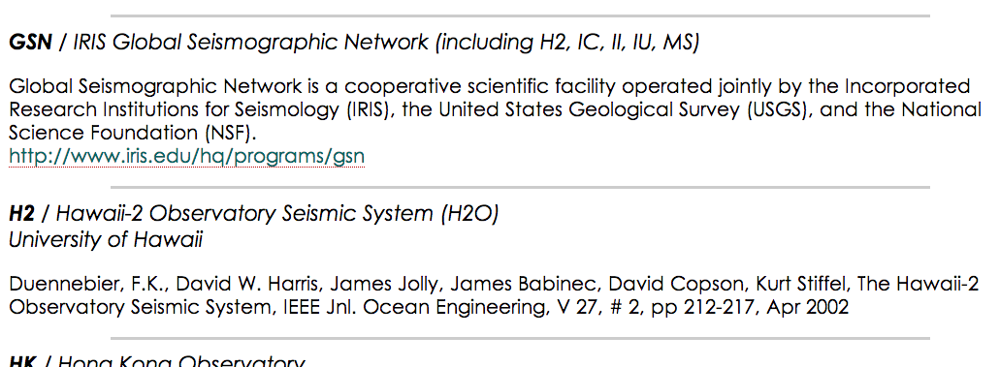 GSN / IRIS Global Seismographic Network (including H2, IC, II, IU, MS)
Global Seismographic Network is a cooperative scientific facility operated jointly by the Incorporated
Research Institutions for Seismology (IRIS), the United States Geological Survey (USGS), and the National
Science Foundation (NSF).
http://www.iris.edu/hq/programs/gsn
H2 / Hawaii-2 Observatory Seismic System (H2O)
University of Hawaii
Duennebier, F.K., David W. Harris, James Jolly, James Babinec, David Copson, Kurt Stiffel, The Hawaii-2
Observatory Seismic System, IEEE Jnl. Ocean Engineering, V 27, # 2, pp 212-217, Apr 2002
HK / Hong Kong Observatory